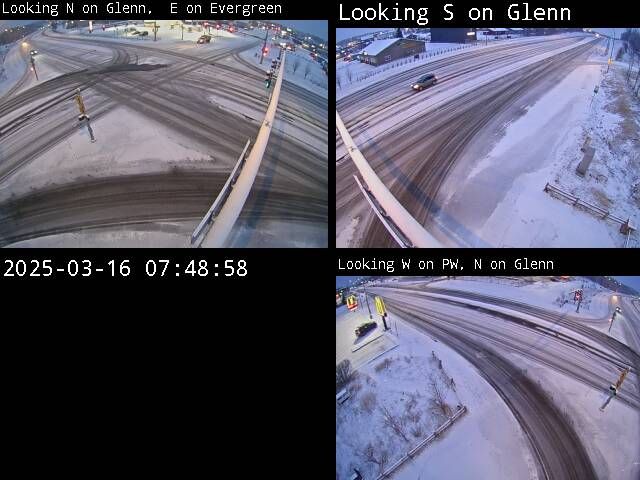 Looking N on Glenn, E on Evergreen
Looking S on Glenn
2025-03-16 07:48:58
Looking W on PW, N on Glenn